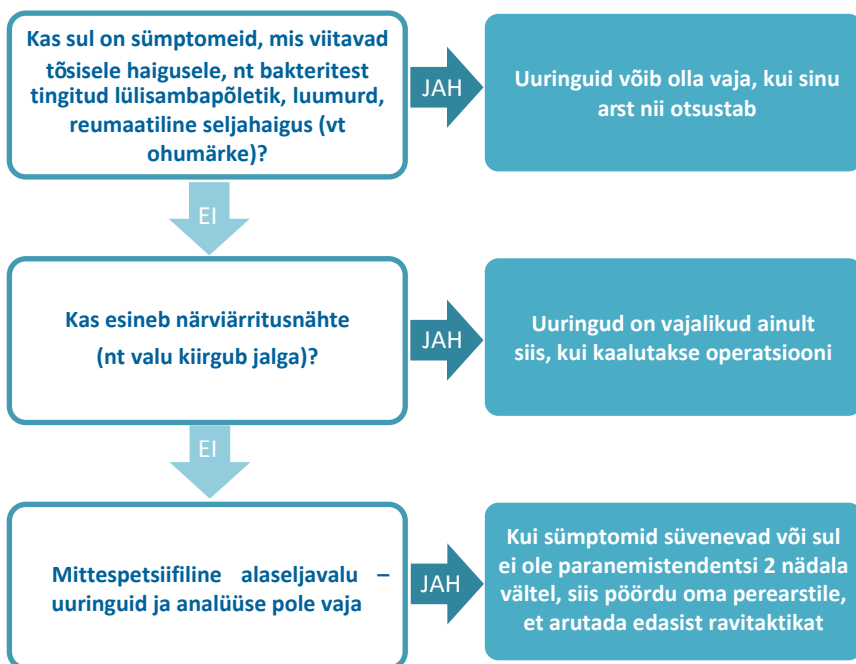 Kas sul on sümptomeid, mis viitavad
tõsisele haigusele, nt bakteritest
tingitud lülisambapõletik, luumurd,
reumaatiline seljahaigus (vt
ohumärke)?
JAH
Uuringuid võib olla vaja, kui sinu
arst nii otsustab
EI
Kas esineb närviärritusnähte
(nt valu kiirgub jalga)?
JAH
Uuringud on vajalikud ainult
siis, kui kaalutakse operatsiooni
EI
Mittespetsiifiline alaseljavalu –
uuringuid ja analüüse pole vaja
JAH
Kui sümptomid süvenevad või sul
ei ole paranemistendentsi 2 nädala
vältel, siis pöördu oma perearstile,
et arutada edasist ravitaktikat